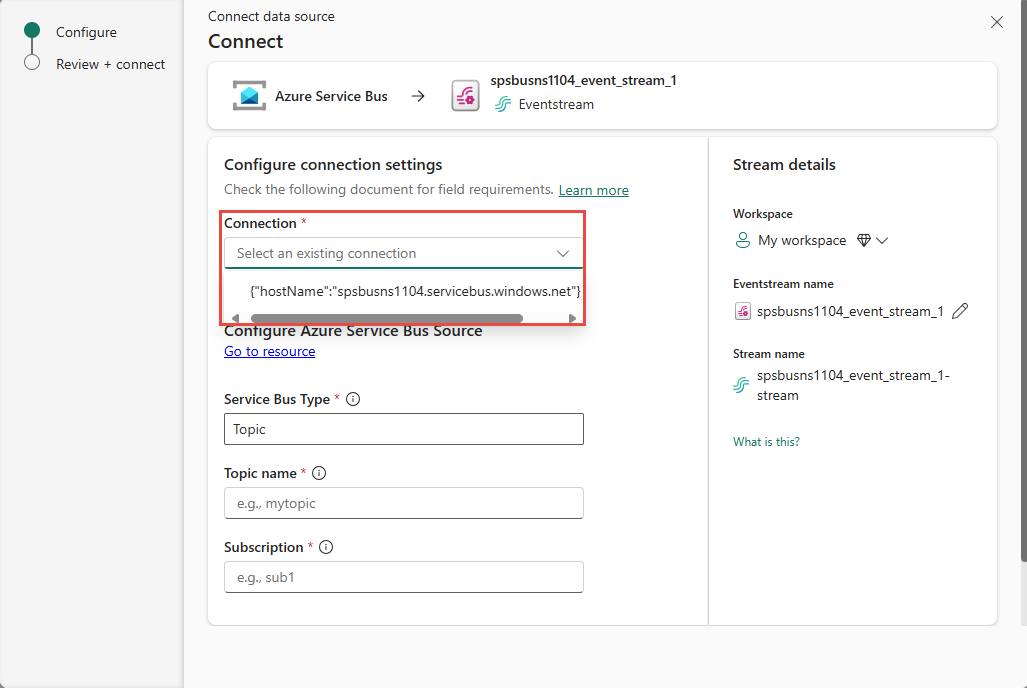 Configure
Review + connect
Connect data source
Connect
Azure Service Bus
spsbusns1104_event_stream_1
Eventstream
Configure connection settings
Check the following document for field requirements. Learn more
Connection *
Select an existing connection
{"hostName":"spsbusns1104.servicebus.windows.net"}
Configure Azure Service Bus Source
Go to resource
Service Bus Type *
Topic
Topic name *
e.g., mytopic
Subscription *
e.g., sub1
Stream details
Workspace
My workspace
Eventstream name
spsbusns1104_event_stream_1
Stream name
spsbusns1104_event_stream_1-
stream
What is this?